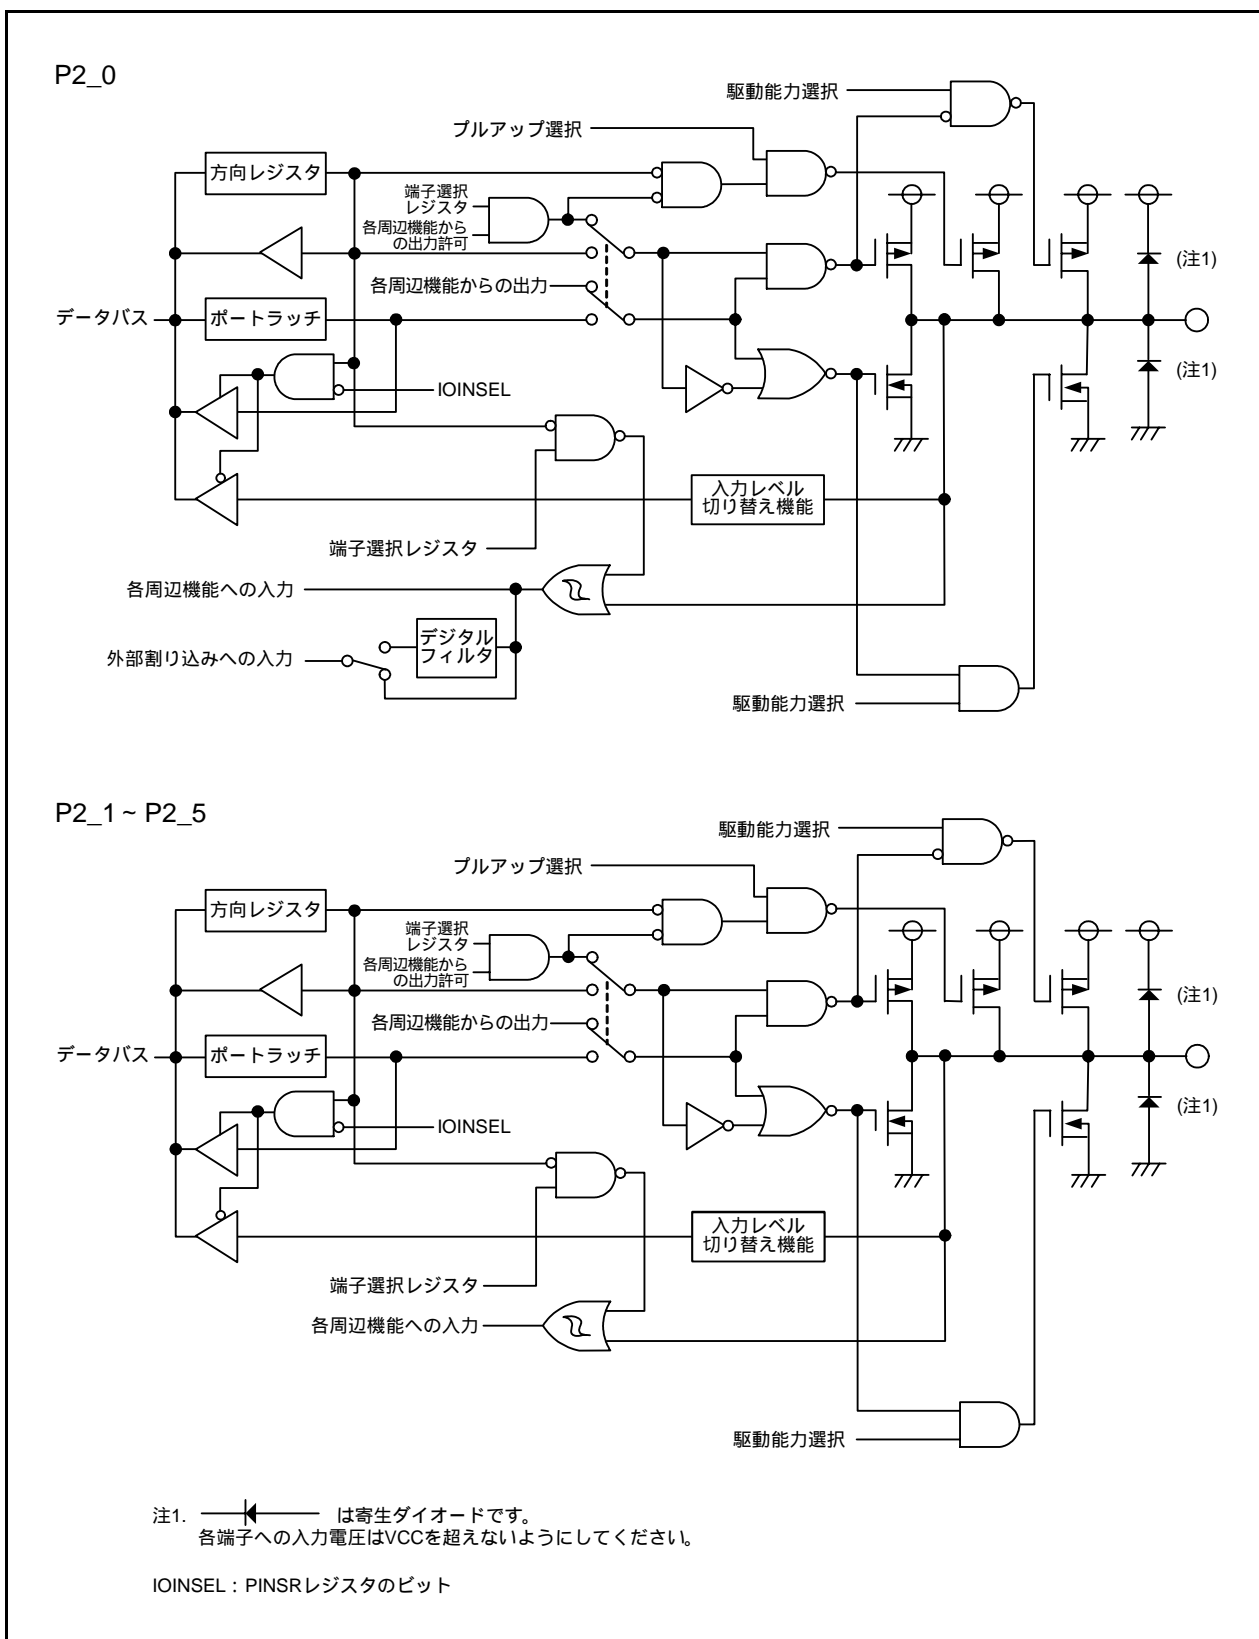 P2_0
駆動能力選択
プルアップ選択
方向レジスタ
端子選択
レジスタ
各周辺機能から
の出力許可
(注1)
各周辺機能からの出力
データバス
ポートラッチ
(注1)
IOINSEL
入力レベル
切り替え機能
端子選択レジスタ
各周辺機能への入力
デジタル
フィルタ
外部割り込みへの入力
駆動能力選択
P2_1 ~ P2_5
駆動能力選択
プルアップ選択
方向レジスタ
端子選択
レジスタ
各周辺機能から
の出力許可
(注1)
各周辺機能からの出力
データバス
ポートラッチ
(注1)
IOINSEL
入力レベル
切り替え機能
端子選択レジスタ
各周辺機能への入力
駆動能力選択
注1. は寄生ダイオードです。
各端子への入力電圧はVCCを超えないようにしてください。
IOINSEL : PINSRレジスタのビット